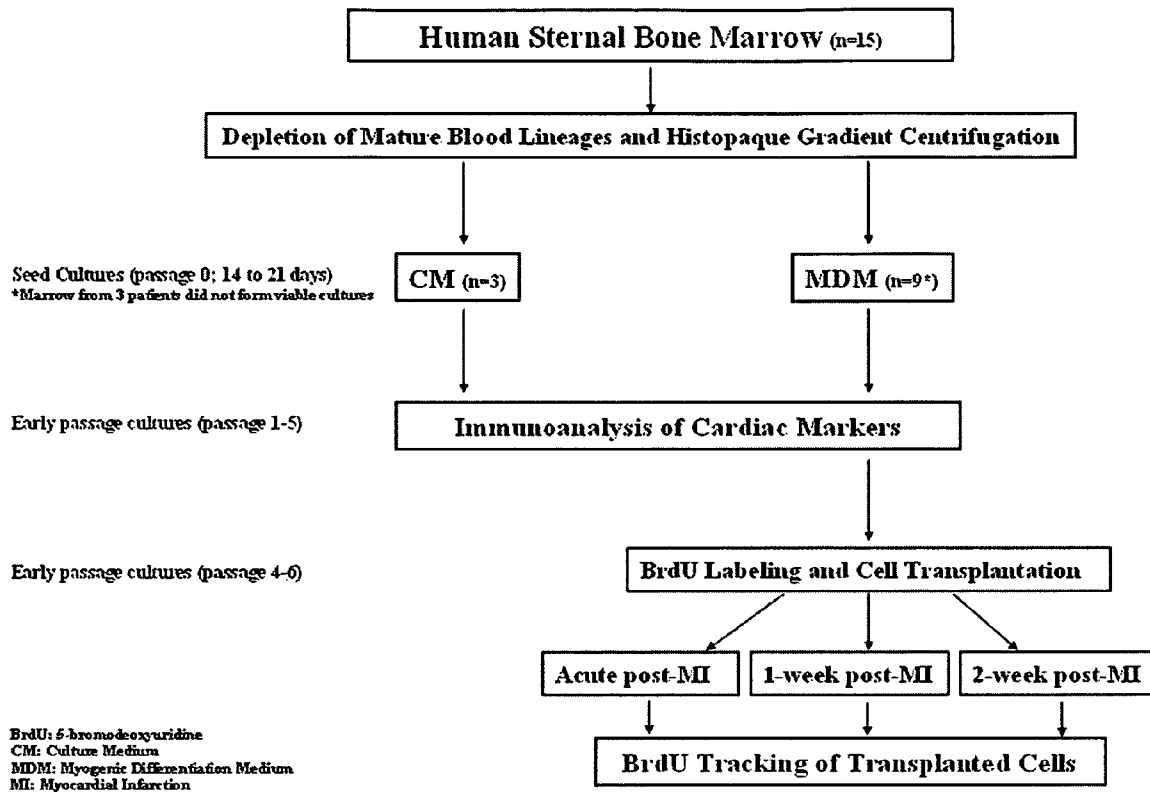 Human Sternal Bone Marrow (n=15)
Depletion of Mature Blood Lineages and Histopaque Gradient Centrifugation
Seed Cultures (passage 0; 14 to 21 days)
*Marrow from 3 patients did not form viable cultures
CM (n=3)
MDM (n=9*)
Early passage cultures (passage 1-5)
Immunoanalysis of Cardiac Markers
Early passage cultures (passage 4-6)
BrdU Labeling and Cell Transplantation
Acute post-MI
1-week post-MI
2-week post-MI
BrdU Tracking of Transplanted Cells
BrdU: 5-bromodeoxyuridine
CM: Culture Medium
MDM: Myogenic Differentiation Medium
MI: Myocardial Infarction